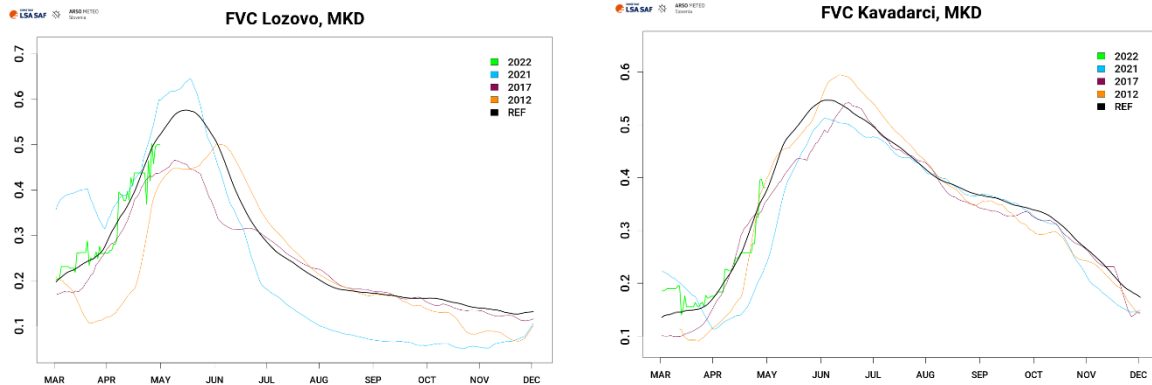 LSA SAF
ARSO METEO
Slovenia
FVC Lozovo, MKD
0.7
0.6
0.5
0.4
0.3
0.2
0.1
2022
2021
2017
2012
REF
MAR APR MAY JUN JUL AUG SEP OCT NOV DEC
LSA SAF
ARSO METEO
Slovenia
FVC Kavadarci, MKD
0.6
0.5
0.4
0.3
0.2
0.1
2022
2021
2017
2012
REF
MAR APR MAY JUN JUL AUG SEP OCT NOV DEC